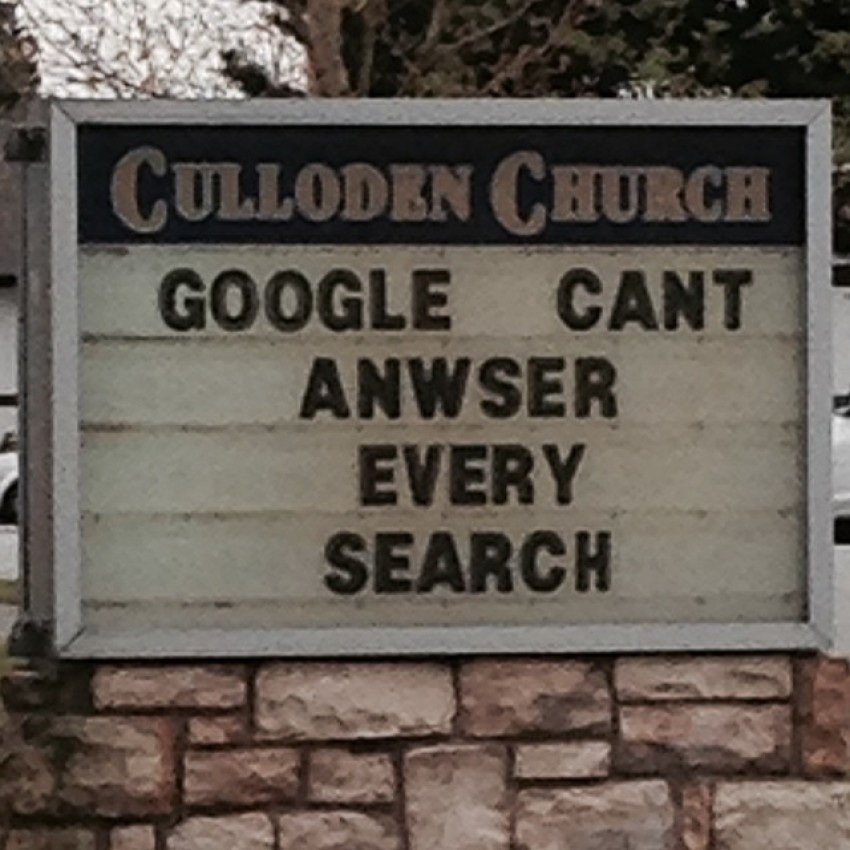 CULLODEN CHURCH
GOOGLE CANT
ANWSER
EVERY
SEARCH